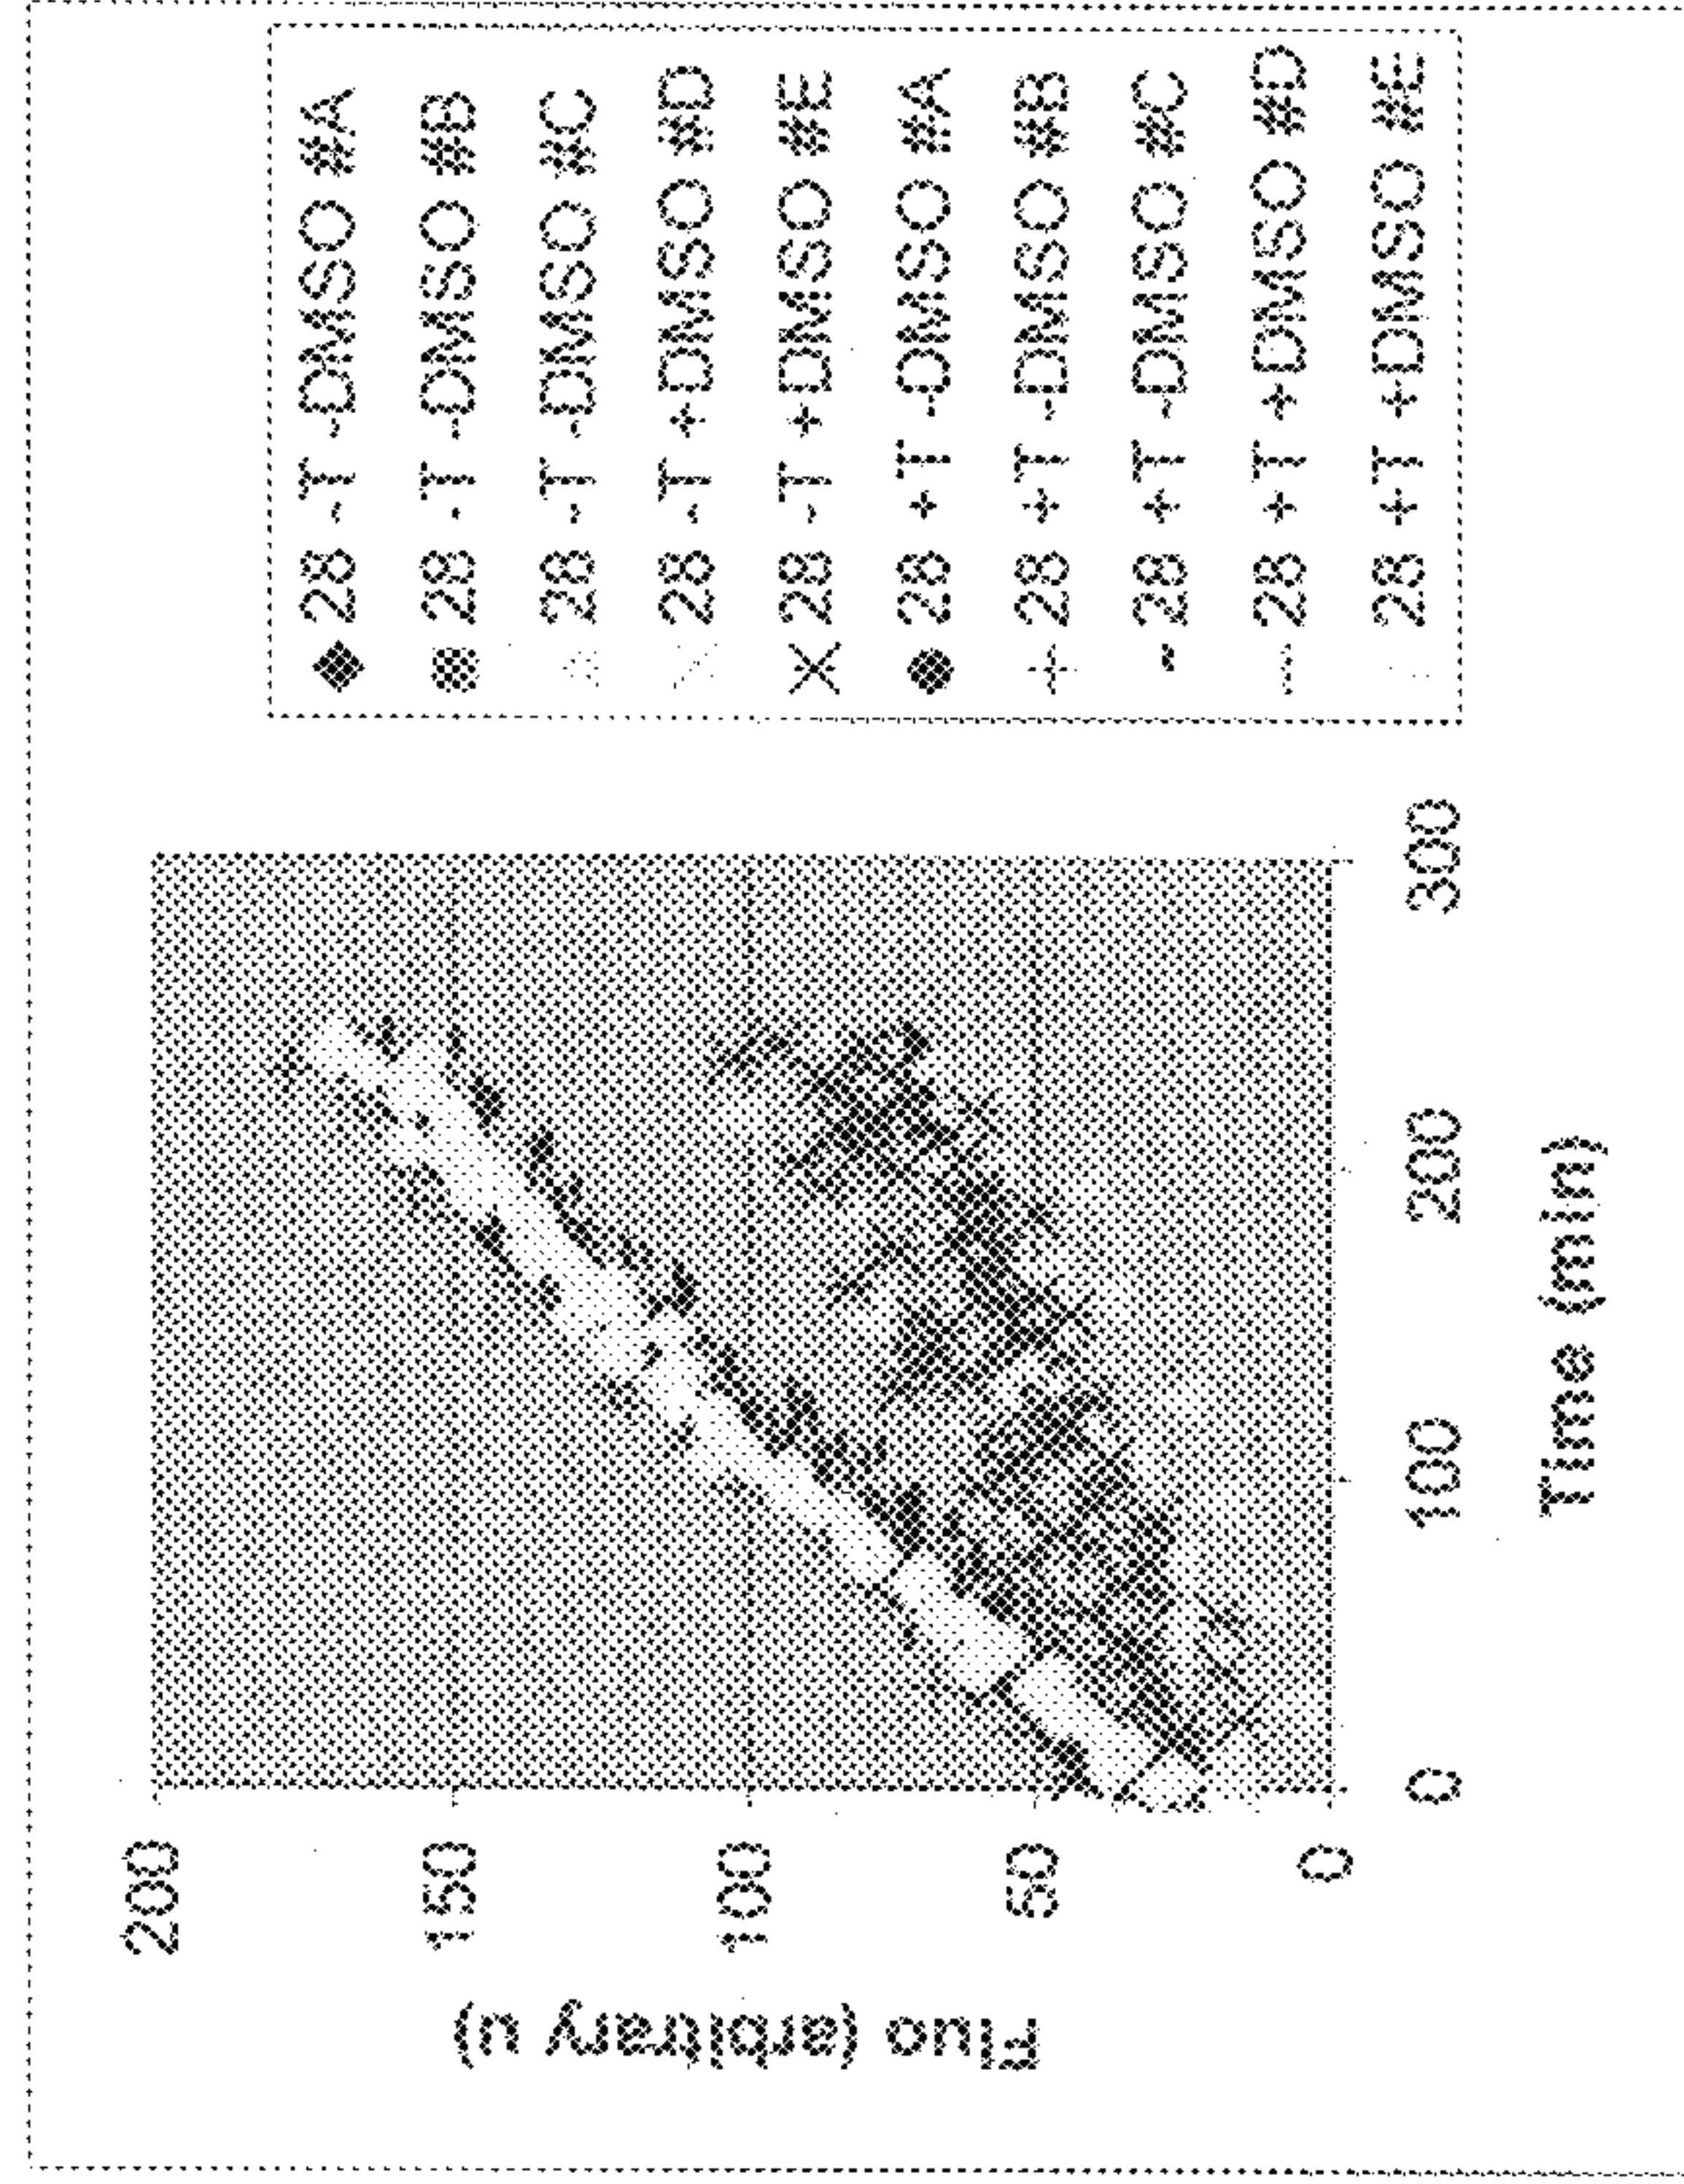 Fluo (arbitrary u)
200
150
100
50
0
0
100
200
300
Time (min)
28 -T -DMSO #A
28 -T -DMSO #B
28 -T -DMSO #C
28 -T +DMSO #D
28 -T +DMSO #E
28 +T -DMSO #A
28 +T -DMSO #B
28 +T -DMSO #C
28 +T +DMSO #D
28 +T +DMSO #E